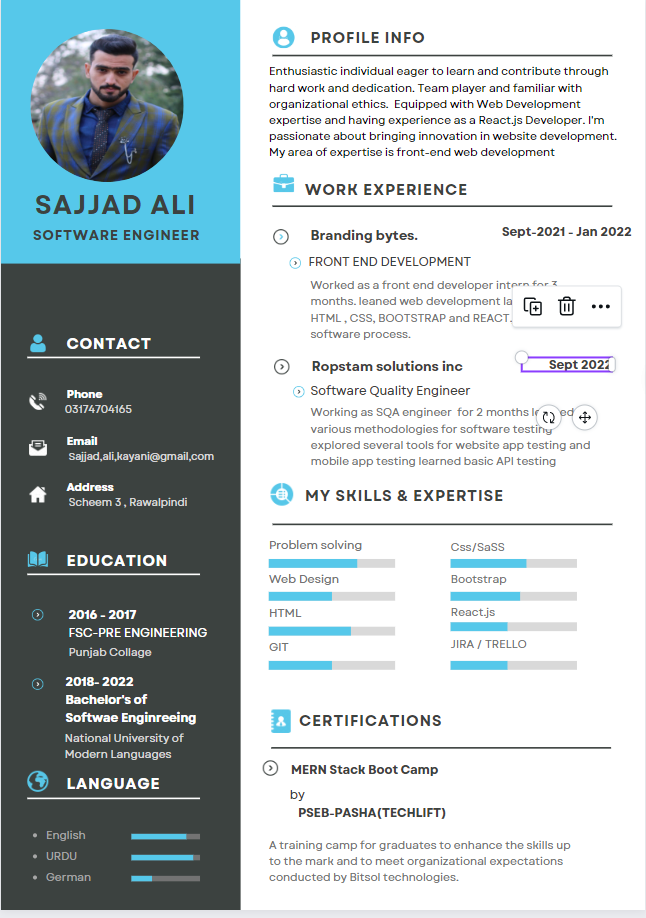 SAJJAD ALI
SOFTWARE ENGINEER
CONTACT
Phone
03174704165
Email
Sajjad,ali,kayani@gmail,com
Address
Scheem 3 , Rawalpindi
EDUCATION
2016 - 2017
FSC-PRE ENGINEERING
Punjab Collage
2018- 2022
Bachelor's of
Softwae Enginreeing
National University of
Modern Languages
LANGUAGE
English
URDU
German
PROFILE INFO
Enthusiastic individual eager to learn and contribute through
hard work and dedication. Team player and familiar with
organizational ethics. Equipped with Web Development
expertise and having experience as a React.js Developer. I'm
passionate about bringing innovation in website development.
My area of expertise is front-end web development
WORK EXPERIENCE
Branding bytes.
Sept-2021 - Jan 2022
FRONT END DEVELOPMENT
Worked as a front end developer intern for 3
months. leaned web development
HTML , CSS, BOOTSTRAP and REACT.
software process.
Ropstam solutions inc
Sept 2022
Software Quality Engineer
Working as SQA engineer for 2 months
various methodologies for software testing
explored several tools for website app testing and
mobile app testing learned basic API testing
MY SKILLS & EXPERTISE
Problem solving
Web Design
HTML
GIT
Css/SaSS
Bootstrap
React.js
JIRA / TRELLO
CERTIFICATIONS
MERN Stack Boot Camp
by
PSEB-PASHA(TECHLIFT)
A training camp for graduates to enhance the skills up
to the mark and to meet organizational expectations
conducted by Bitsol technologies.